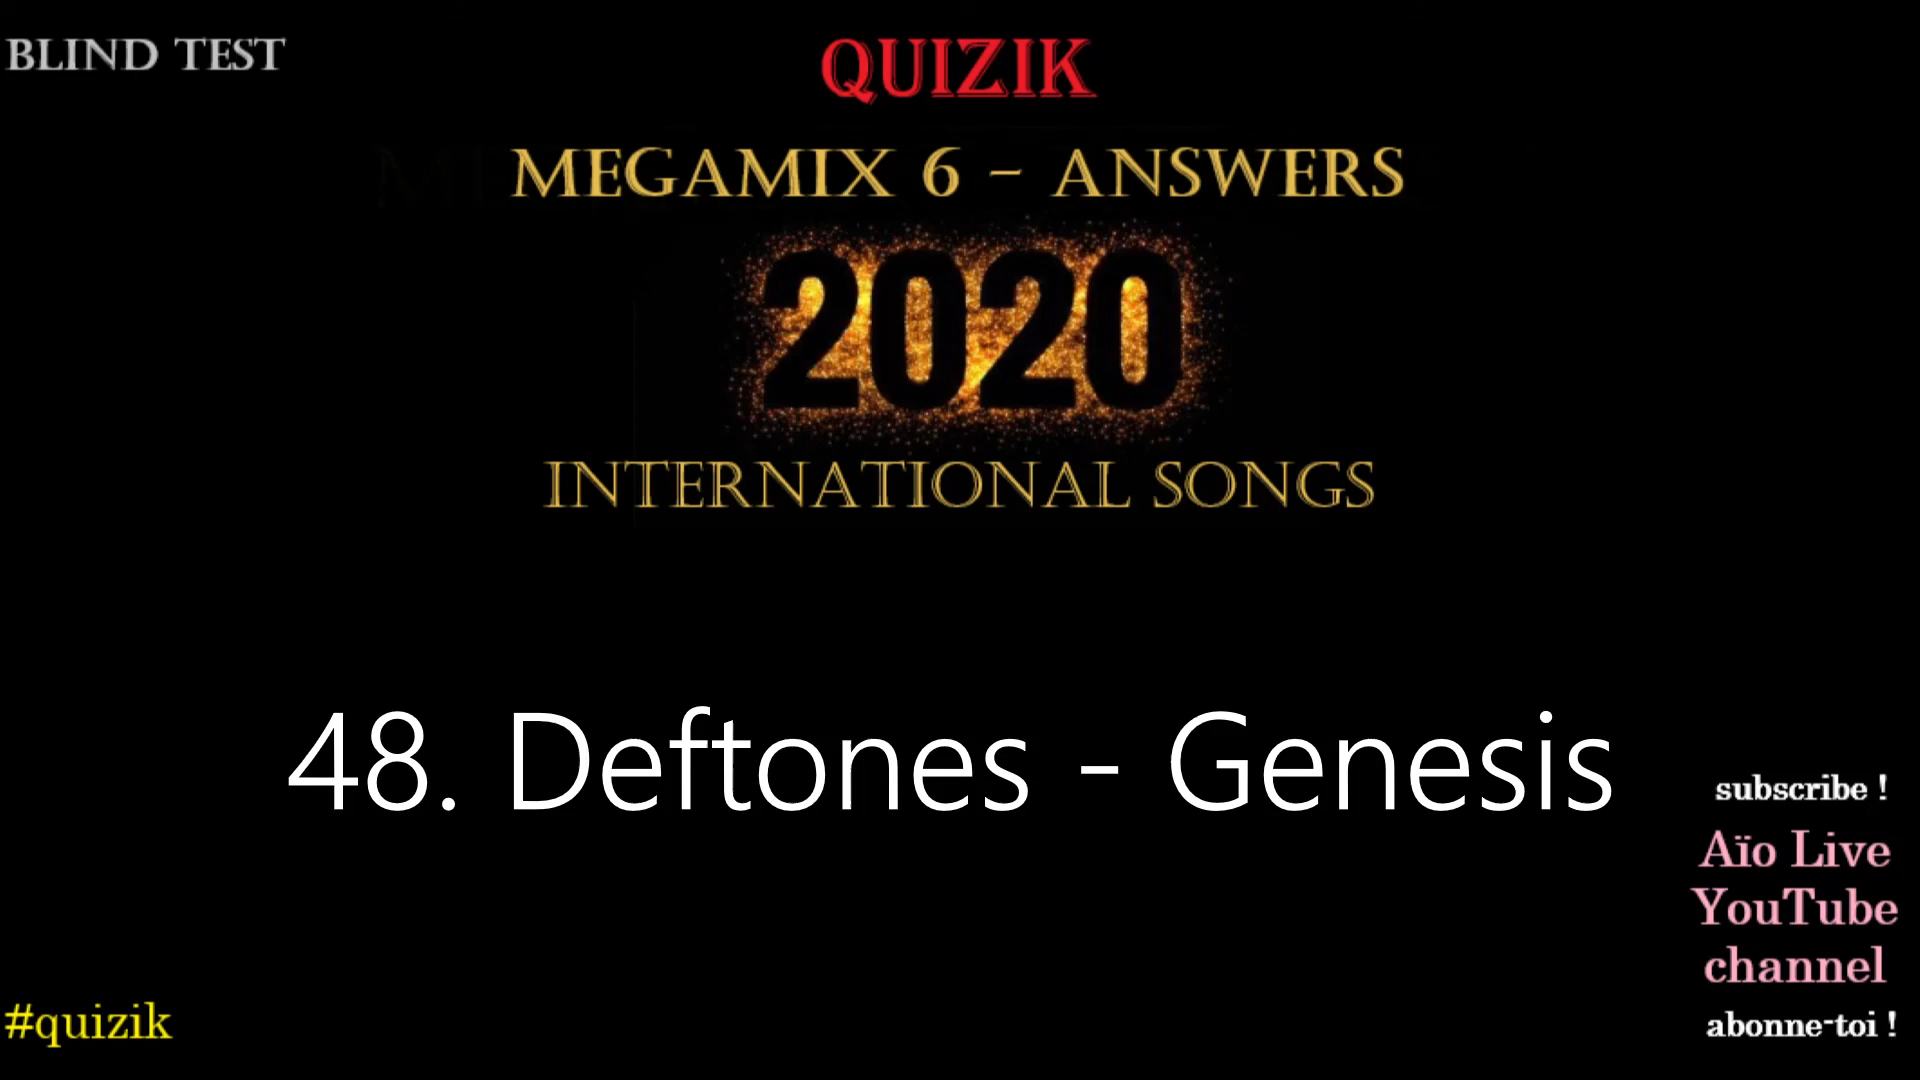 BLIND TEST
QUIZIK
MEGAMIX 6 - ANSWERS
2020
INTERNATIONAL SONGS
48. Deftones - Genesis
subscribe !
Aïo Live
YouTube
channel
abonne-toi !
#quizik